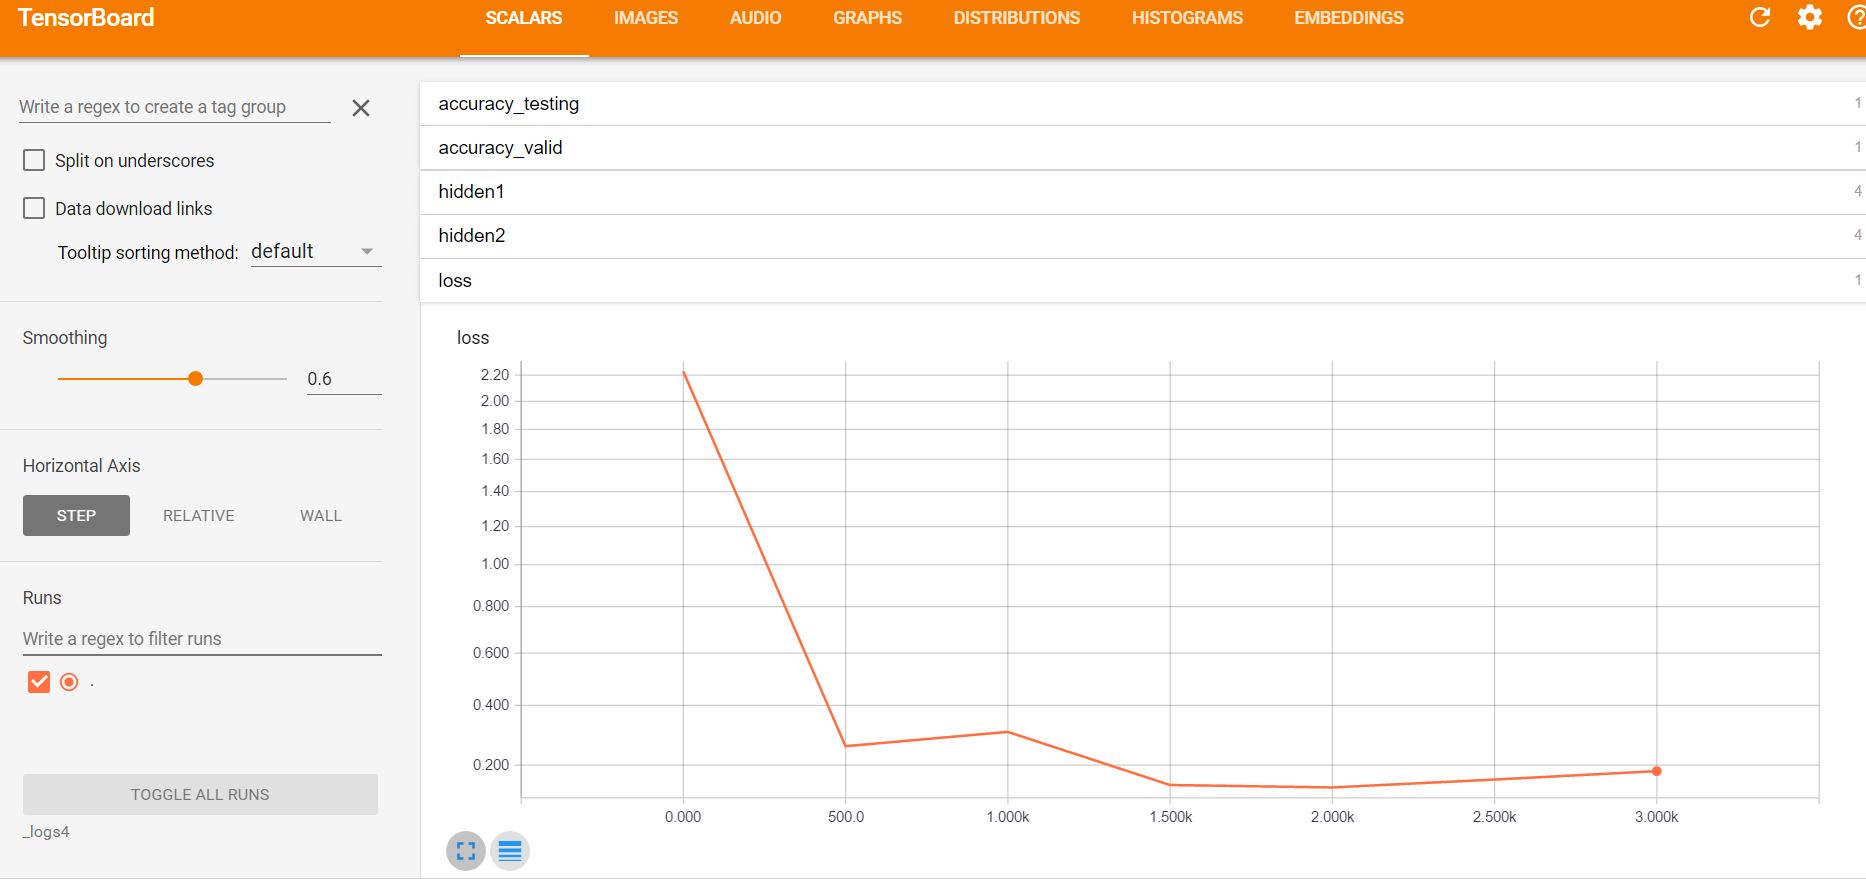 TensorBoard
SCALARS IMAGES AUDIO GRAPHS DISTRIBUTIONS HISTOGRAMS EMBEDDINGS
Write a regex to create a tag group
Split on underscores
Data download links
Tooltip sorting method: default
Smoothing
0.6
Horizontal Axis
STEP RELATIVE WALL
Runs
Write a regex to filter runs
.
TOGGLE ALL RUNS
_logs4
accuracy_testing 1
accuracy_valid 1
hidden1 4
hidden2 4
loss 1
loss
2.20
2.00
1.80
1.60
1.40
1.20
1.00
0.800
0.600
0.400
0.200
0.000 500.0 1.000k 1.500k 2.000k 2.500k 3.000k